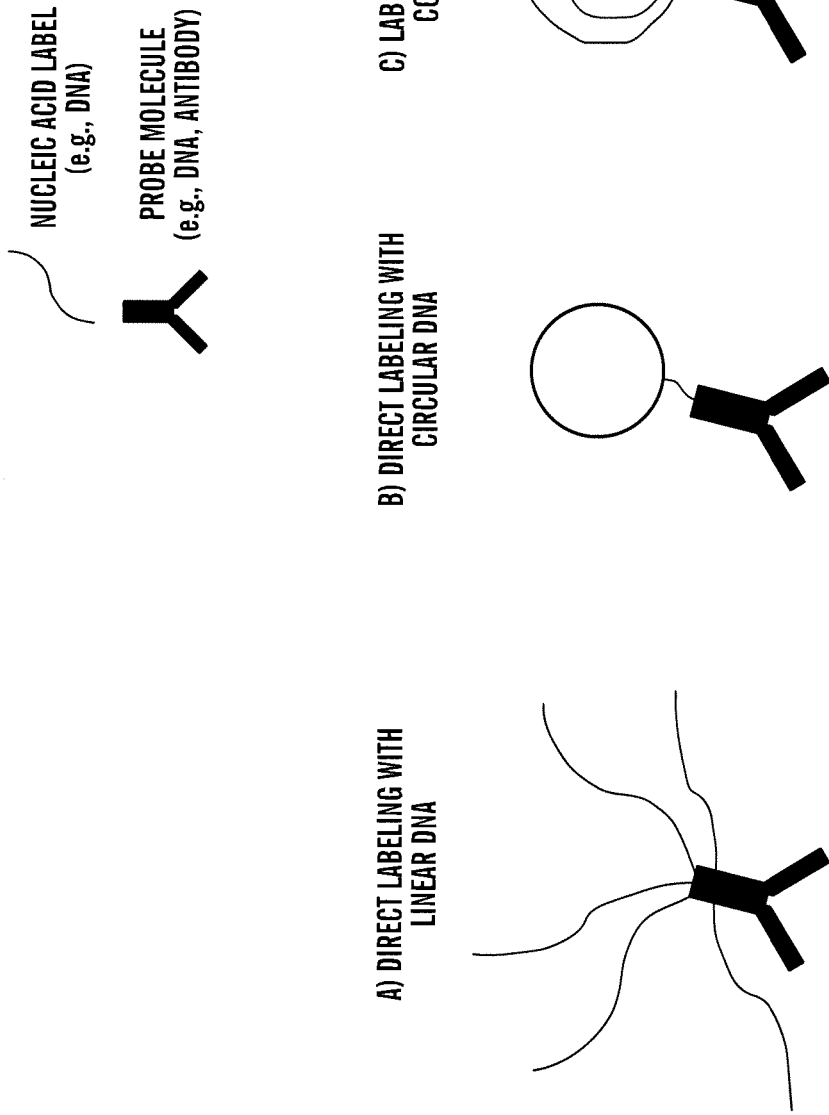 NUCLEIC ACID LABEL
(e.g., DNA)
PROBE MOLECULE
(e.g., DNA, ANTIBODY)
A) DIRECT LABELING WITH
LINEAR DNA
B) DIRECT LABELING WITH
CIRCULAR DNA
C) LAB
CO